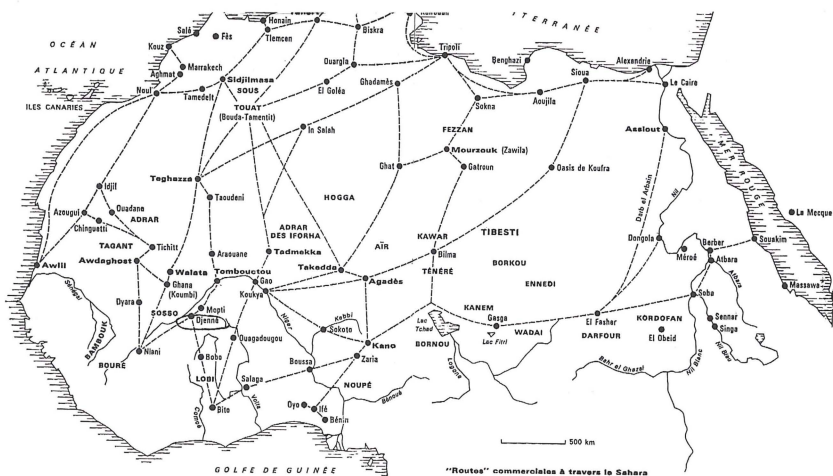 Honain
Biskra
ITERRANÉE
Salé
Fès
Tlemcen
OCÉAN
ATLANTIQUE
Kouz
Marrakech
Aghmat
Ouargla
Tripoli
Benghazi
Alexandrie
Sioua
Le Caire
Noul
Sidjilmasa
SOUS
Tamedelt
El Goléa
Ghadamès
ILES CANARIES
TOUAT
(Bouda-Tamentit)
Sokna
Aoujila
In Salah
FEZZAN
Assiout
Mourzouk (Zawila)
MER ROUGE
Taghazza
Ghat
Gatroun
Oasis de Koufra
Idjil
Taoudeni
HOGGA
Darb el Arbain
Nil
La Mecque
Azougui
Ouadane
ADRAR
Chinguetti
ADRAR
DES IFORHA
TIBESTI
Dongola
TAGANT
Tichitt
AÏR
KAWAR
Berber
Souakim
Méroé
Awlil
Awdaghost
Araouane
Tadmekka
Bilma
BORKOU
Atbara
Atbara
Walata
Tombouctou
Takedda
TÉNÉRÉ
Ghana
(Koumbi)
Gao
Agadès
ENNEDI
Massawa
Sénégal
Koukya
Soba
Dyara
Mopti
KANEM
SOSSO
Djenné
Niger
Kebbi
Gasga
El Fasher
KORDOFAN
Sennar
BAMBOUK
Sokoto
Lac
Tchad
WADAI
Singa
Ouagadougou
Kano
Lac Fitri
DARFOUR
El Obeid
Niani
Bobo
Zaria
BORNOU
Nil Bleu
BOURÉ
Boussa
Logone
Bahr el Ghazal
Nil Blanc
LOBI
Salaga
NOUPÉ
Volta
Bénoué
Bito
Oyo
Ifé
Comoé
Bénin
500 km
GOLFE DE GUINÉE
"Routes" commerciales à travers le Sahara